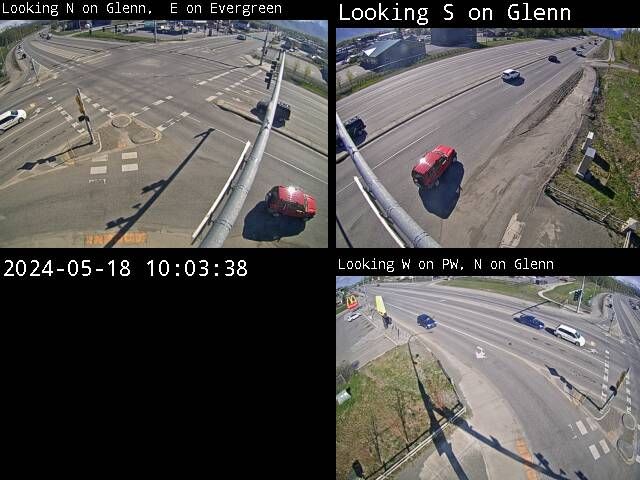 Looking N on Glenn,  E on Evergreen
Looking S on Glenn
2024-05-18 10:03:38
Looking W on PW, N on Glenn